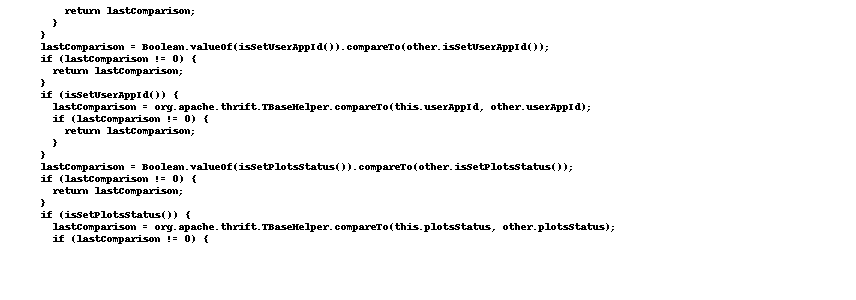 return lastComparison;
}
}
lastComparison = Boolean.valueOf(isSetUserAppId()).compareTo(other.isSetUserAppId());
if (lastComparison != 0) {
return lastComparison;
}
if (isSetUserAppId()) {
lastComparison = org.apache.thrift.TBaseHelper.compareTo(this.userAppId, other.userAppId);
if (lastComparison != 0) {
return lastComparison;
}
}
lastComparison = Boolean.valueOf(isSetPlotsStatus()).compareTo(other.isSetPlotsStatus());
if (lastComparison != 0) {
return lastComparison;
}
if (isSetPlotsStatus()) {
lastComparison = org.apache.thrift.TBaseHelper.compareTo(this.plotsStatus, other.plotsStatus);
if (lastComparison != 0) {